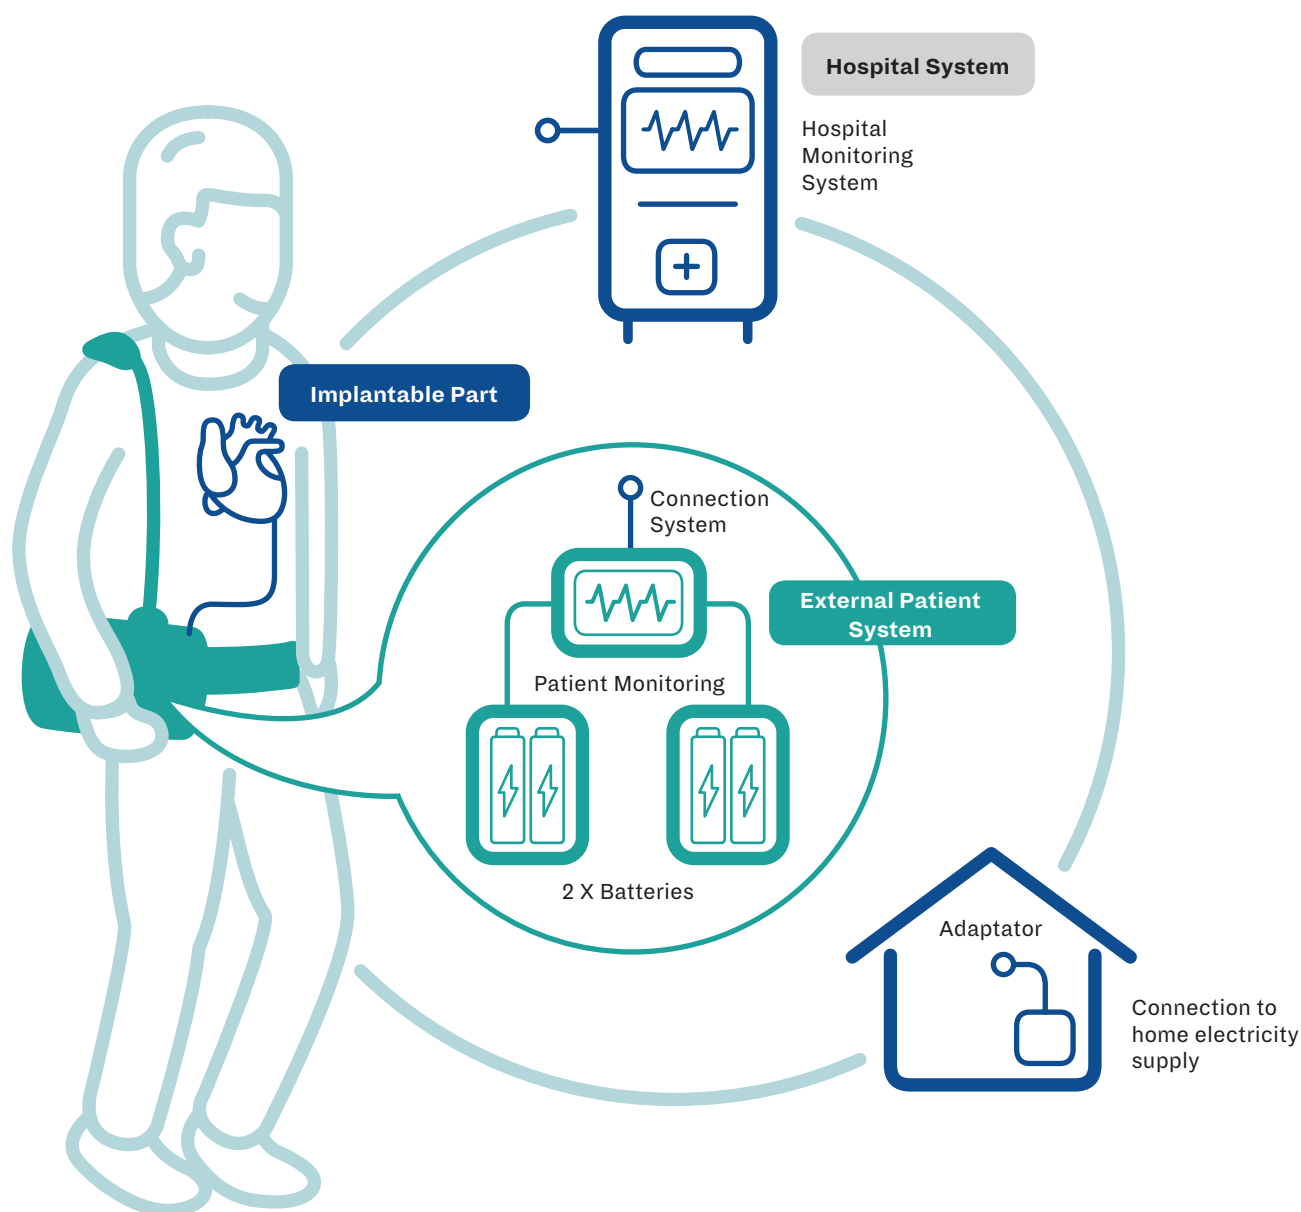 Hospital System
Hospital
Monitoring
System
Implantable Part
Connection
System
External Patient
System
Patient Monitoring
2 X Batteries
Adaptator
Connection to
home electricity
supply